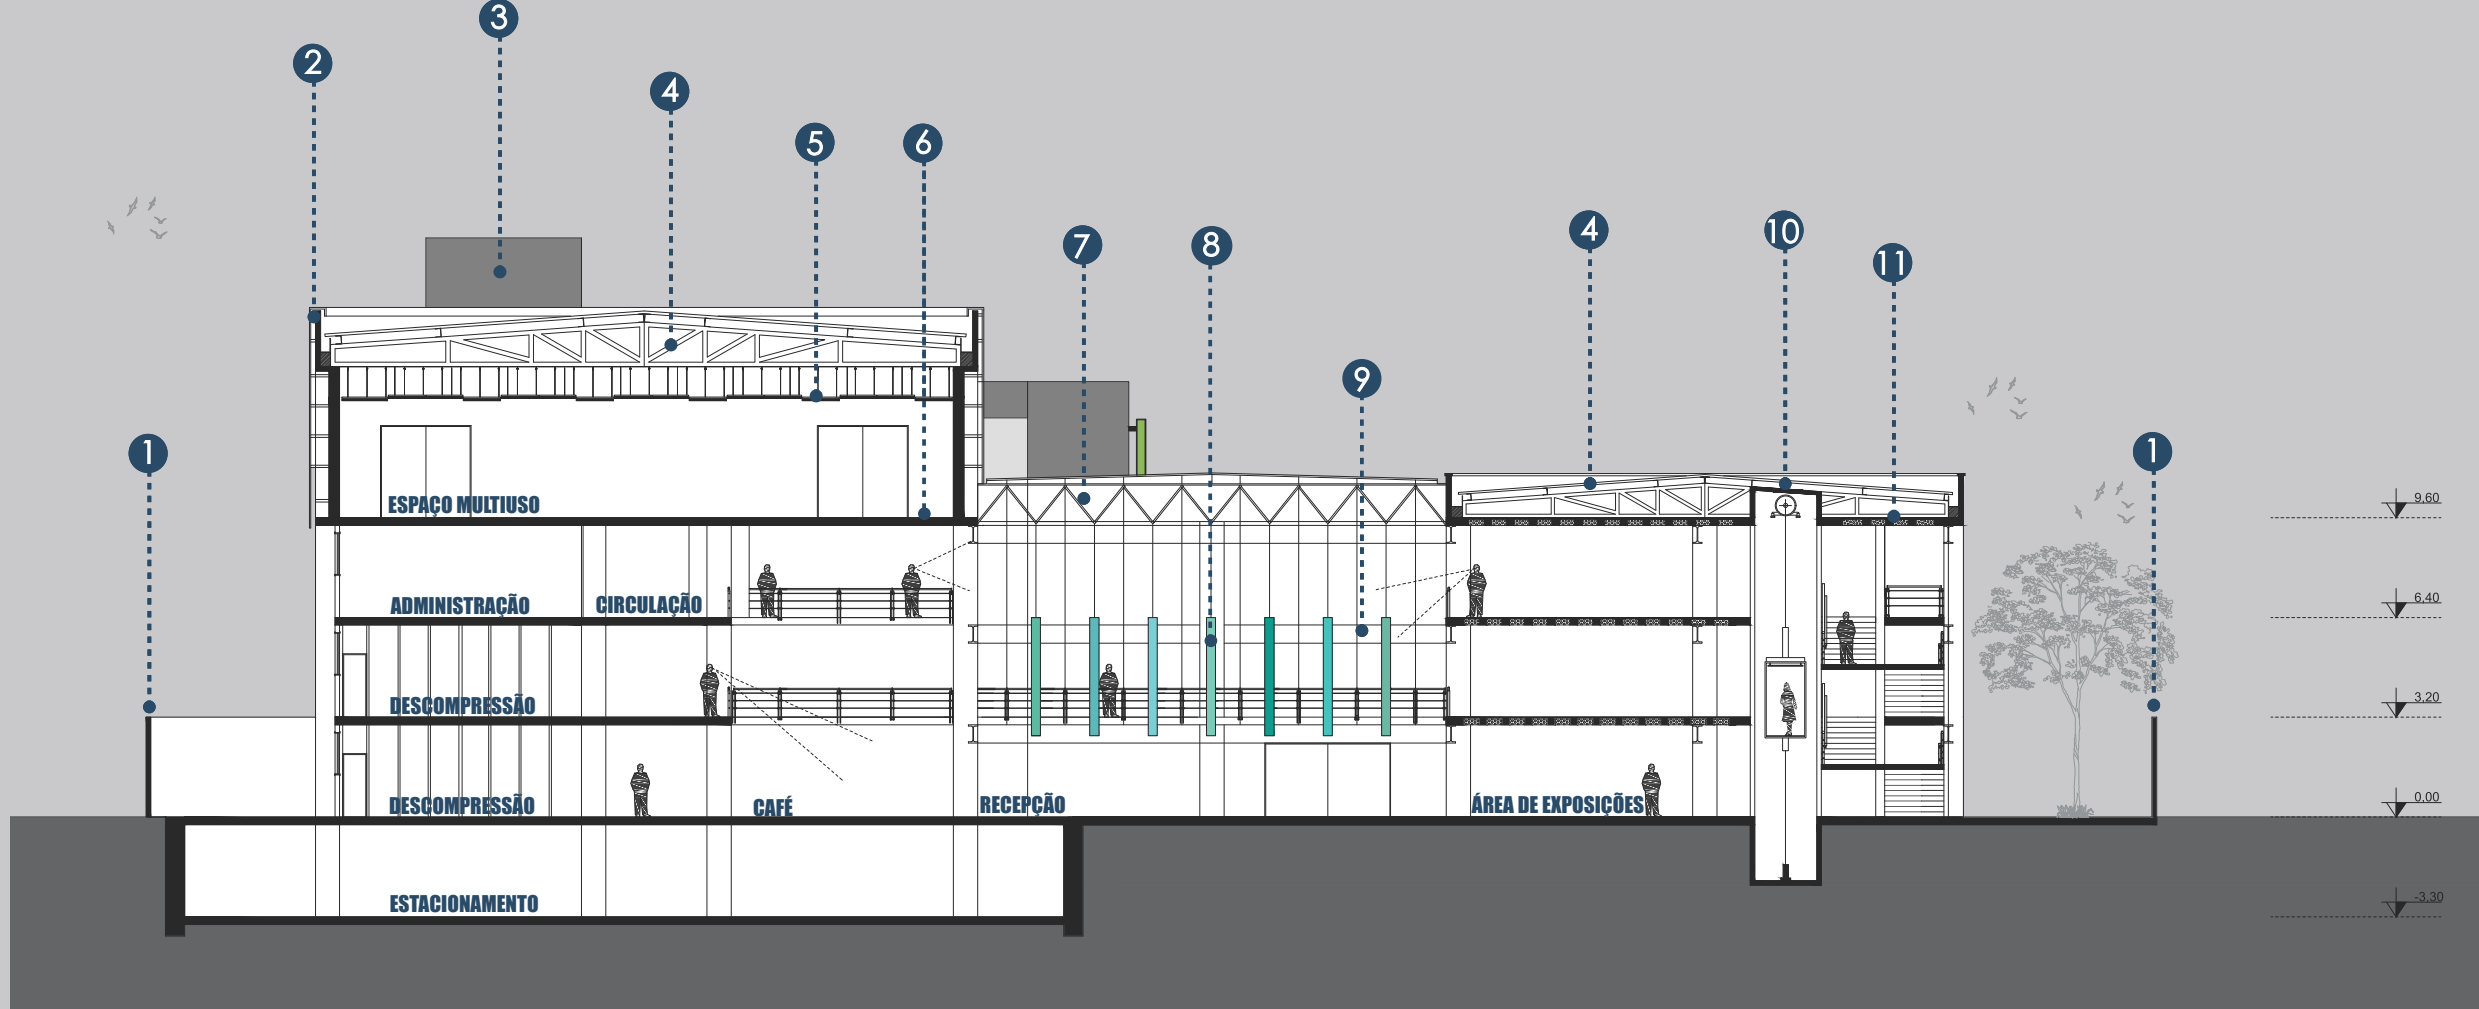 3
2
4
5
6
4
10
7
8
11
9
1
1
ESPAÇO MULTIUSO
9,60
ADMINISTRAÇÃO
CIRCULAÇÃO
6,40
DESCOMPRESSÃO
3,20
DESCOMPRESSÃO
CAFÉ
RECEPÇÃO
ÁREA DE EXPOSIÇÕES
0,00
ESTACIONAMENTO
-3,30